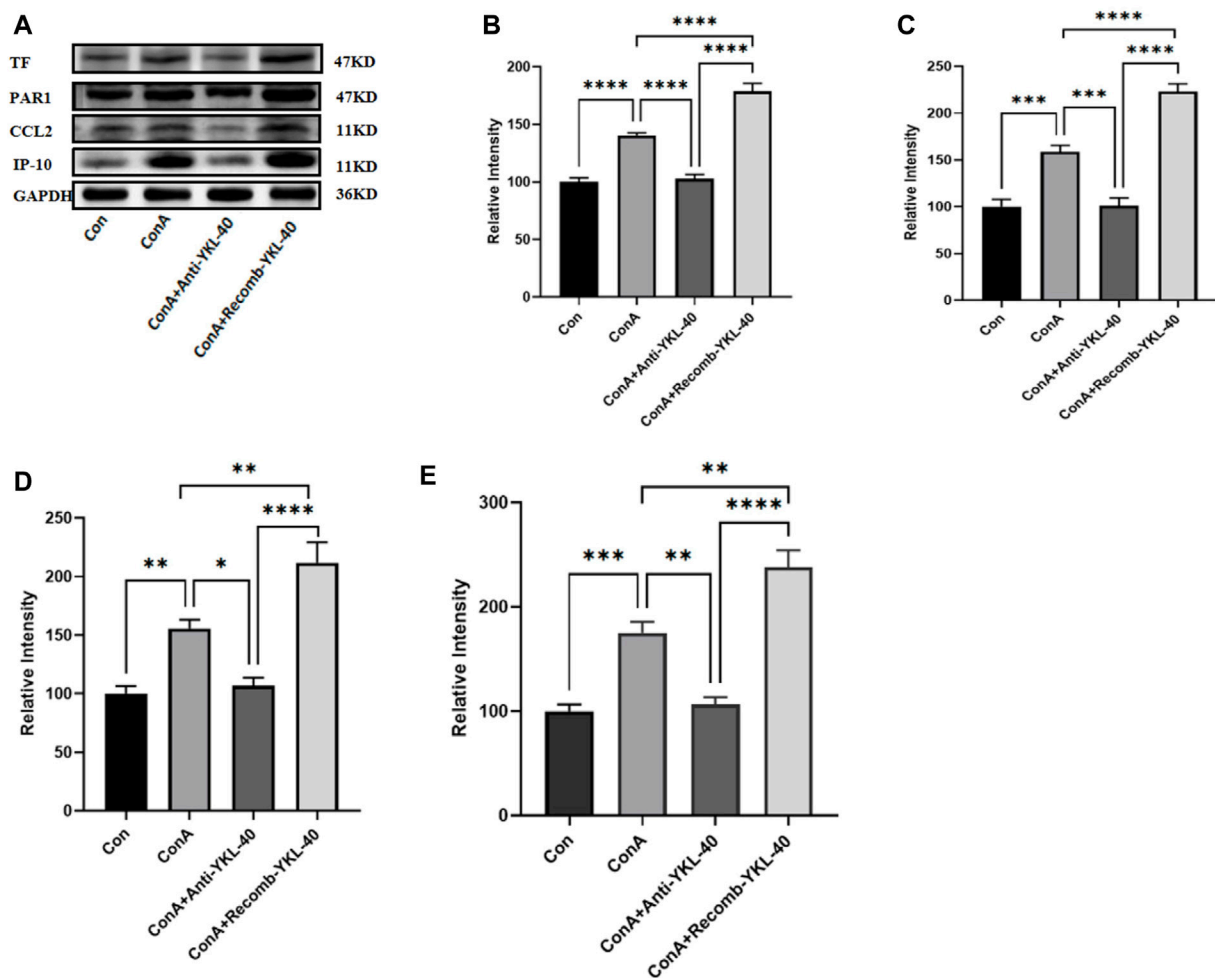 A
TF 47KD
PAR1 47KD
CCL2 11KD
IP-10 11KD
GAPDH 36KD
Con
ConA
ConA+Anti-YKL-40
ConA+Recomb-YKL-40
B
****
****
**** ****
Relative Intensity
200
150
100
50
0
Con
ConA
ConA+Anti-YKL-40
ConA+Recomb-YKL-40
C
****
****
*** ***
Relative Intensity
250
200
150
100
50
0
Con
ConA
ConA+Anti-YKL-40
ConA+Recomb-YKL-40
D
**
****
** *
Relative Intensity
250
200
150
100
50
0
Con
ConA
ConA+Anti-YKL-40
ConA+Recomb-YKL-40
E
**
****
*** **
Relative Intensity
300
200
100
0
Con
ConA
ConA+Anti-YKL-40
ConA+Recomb-YKL-40